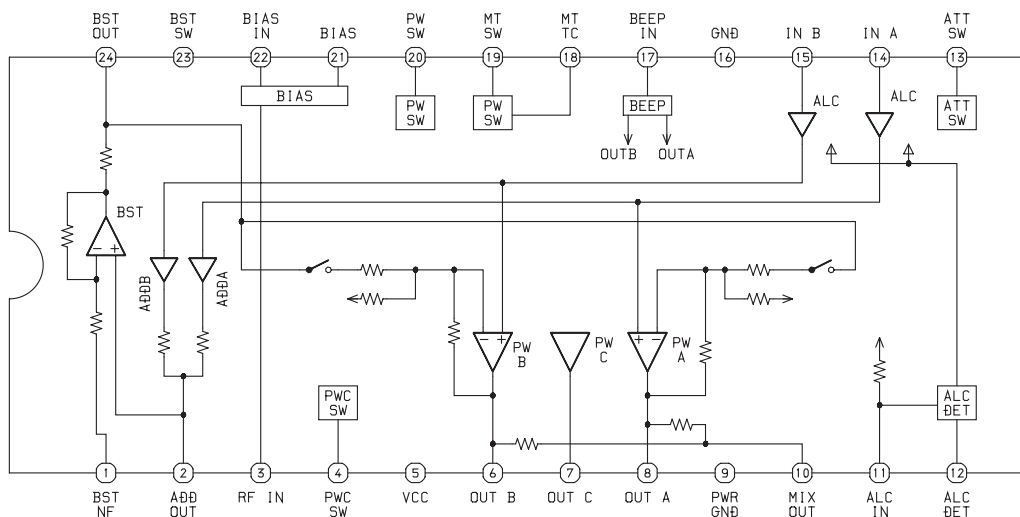 BST OUT
BST SW
BIAS IN
BIAS
PW SW
MT SW
MT TC
BEEP IN
GND
IN B
IN A
ATT SW
24
23
22
21
20
19
18
17
16
15
14
13
BIAS
PW SW
PW SW
BEEP
ALC
ALC
ATT SW
OUTB
OUTA
BST
− +
ADDB
ADDA
− +
PW B
PW C
+ −
PW A
PWC SW
ALC DET
1
2
3
4
5
6
7
8
9
10
11
12
BST NF
ADD OUT
RF IN
PWC SW
VCC
OUT B
OUT C
OUT A
PWR GND
MIX OUT
ALC IN
ALC DET